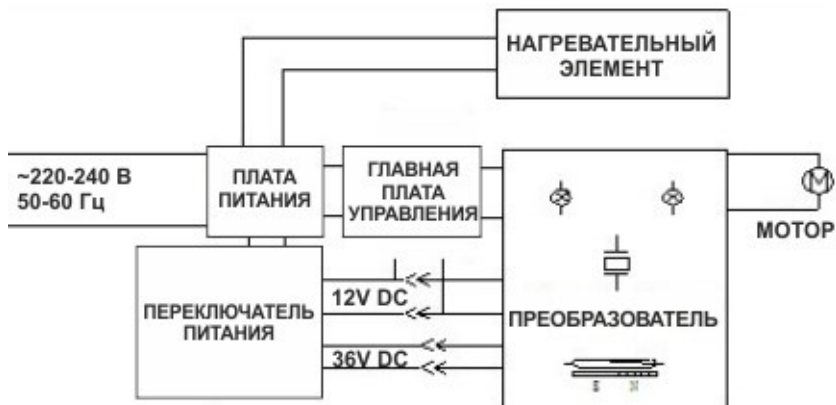 НАГРЕВАТЕЛЬНЫЙ
ЭЛЕМЕНТ
~220-240 В
50-60 Гц
ПЛАТА
ПИТАНИЯ
ГЛАВНАЯ
ПЛАТА
УПРАВЛЕНИЯ
M
МОТОР
ПЕРЕКЛЮЧАТЕЛЬ
ПИТАНИЯ
12V DC
36V DC
ПРЕОБРАЗОВАТЕЛЬ